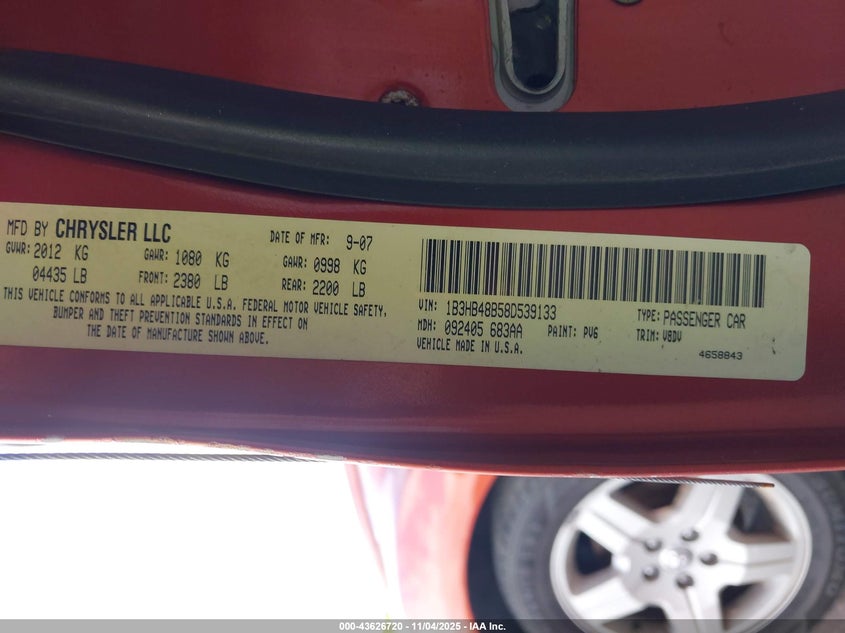 MFD BY CHRYSLER LLC DATE OF MFR: 9-07
GVWR: 2012 KG GAWR: 1080 KG GAWR: 0998 KG
04435 LB FRONT: 2380 LB REAR: 2200 LB
THIS VEHICLE CONFORMS TO ALL APPLICABLE U.S.A. FEDERAL MOTOR VEHICLE SAFETY,
BUMPER AND THEFT PREVENTION STANDARDS IN EFFECT ON
THE DATE OF MANUFACTURE SHOWN ABOVE.
VIN: 1B3HB48B58D539133 TYPE: PASSENGER CAR
MDH: 092405 683AA PAINT: PV6 TRIM: V8DV
VEHICLE MADE IN U.S.A. 4658843
000-43626720 — 11/04/2025 — IAA Inc.